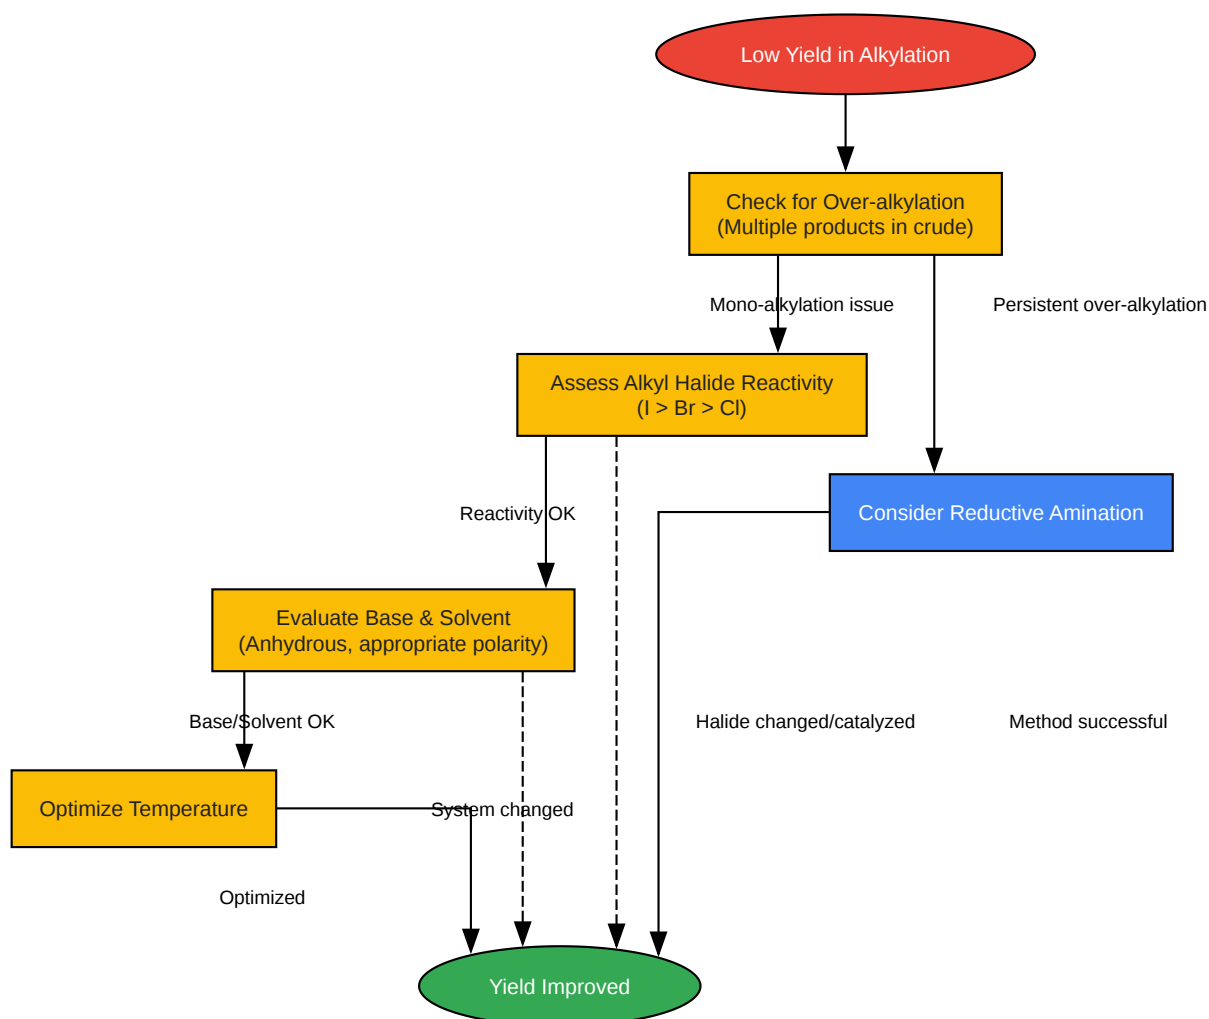 Low Yield in Alkylation
Check for Over-alkylation
(Multiple products in crude)
Mono-alkylation issue
Persistent over-alkylation
Assess Alkyl Halide Reactivity
(I > Br > Cl)
Reactivity OK
Consider Reductive Amination
Evaluate Base & Solvent
(Anhydrous, appropriate polarity)
Base/Solvent OK
Halide changed/catalyzed
Method successful
Optimize Temperature
System changed
Optimized
Yield Improved